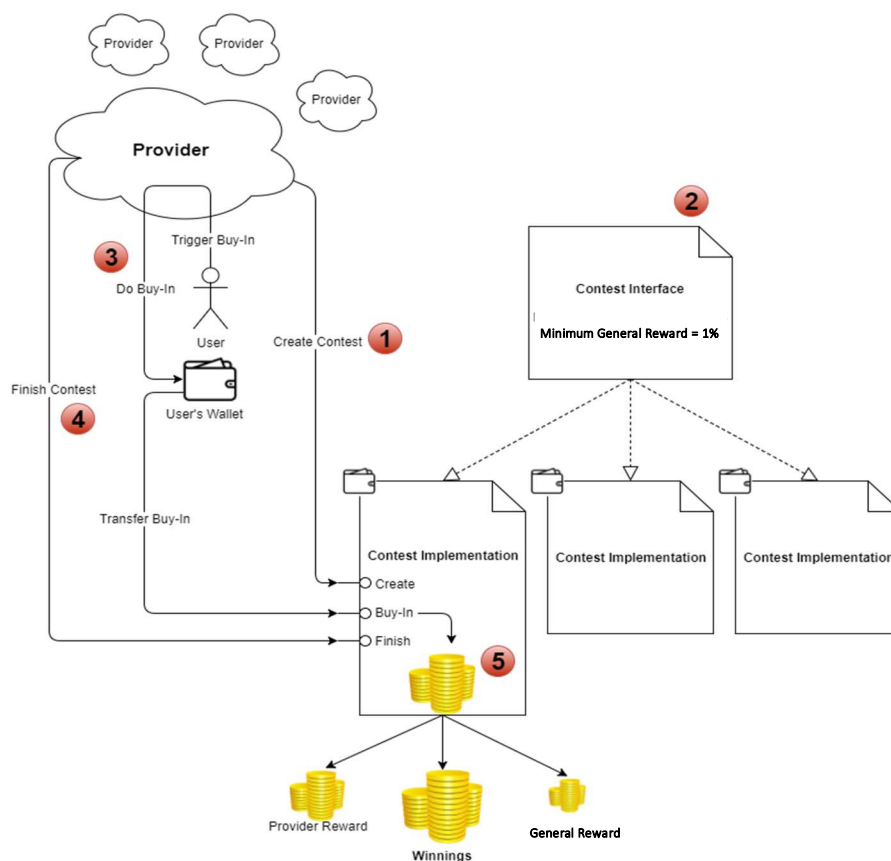 Provider
Provider
Provider
Provider
2
Trigger Buy-In
3
Do Buy-In
Contest Interface
Minimum General Reward = 1%
User
Create Contest
1
Finish Contest
4
User's Wallet
Transfer Buy-In
Contest Implementation
Contest Implementation
Contest Implementation
Create
Buy-In
Finish
5
Provider Reward
Winnings
General Reward